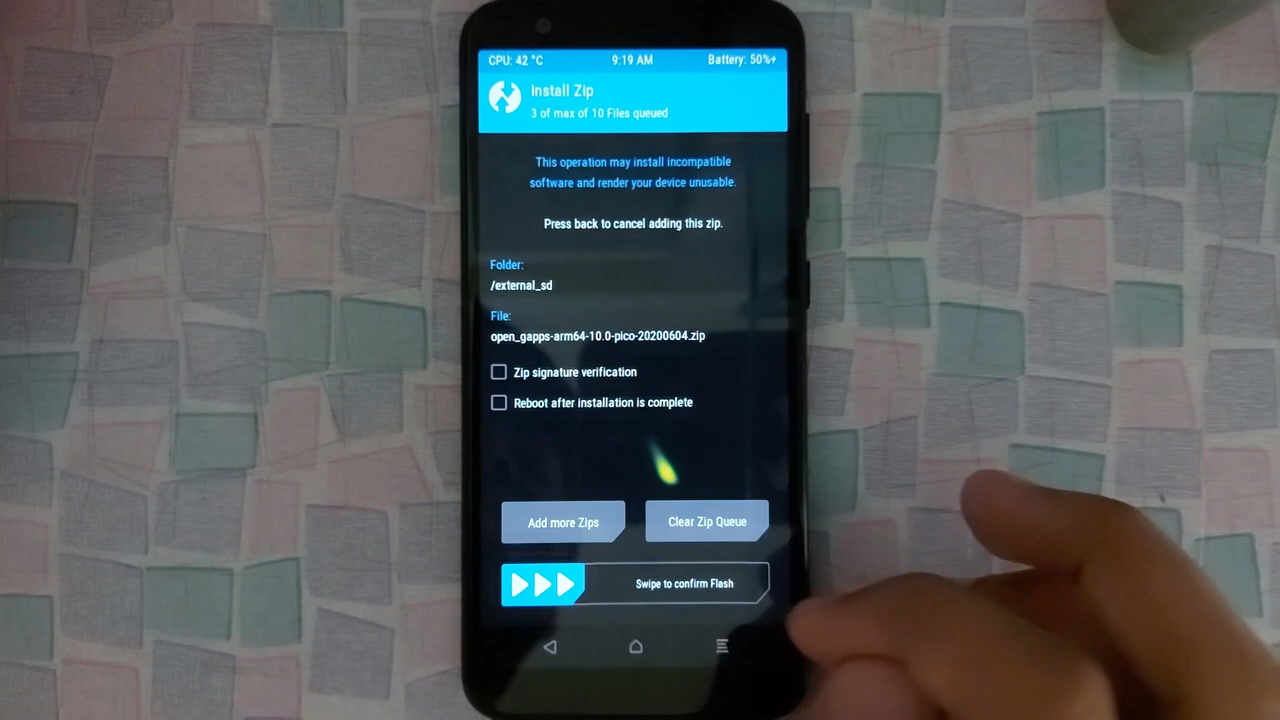 CPU: 42 °C 9:19 AM Battery: 50%+
Install Zip
3 of max of 10 Files queued
This operation may install incompatible
software and render your device unusable.
Press back to cancel adding this zip.
Folder:
/external_sd
File:
open_gapps-arm64-10.0-pico-20200604.zip
Zip signature verification
Reboot after installation is complete
Add more Zips Clear Zip Queue
Swipe to confirm Flash